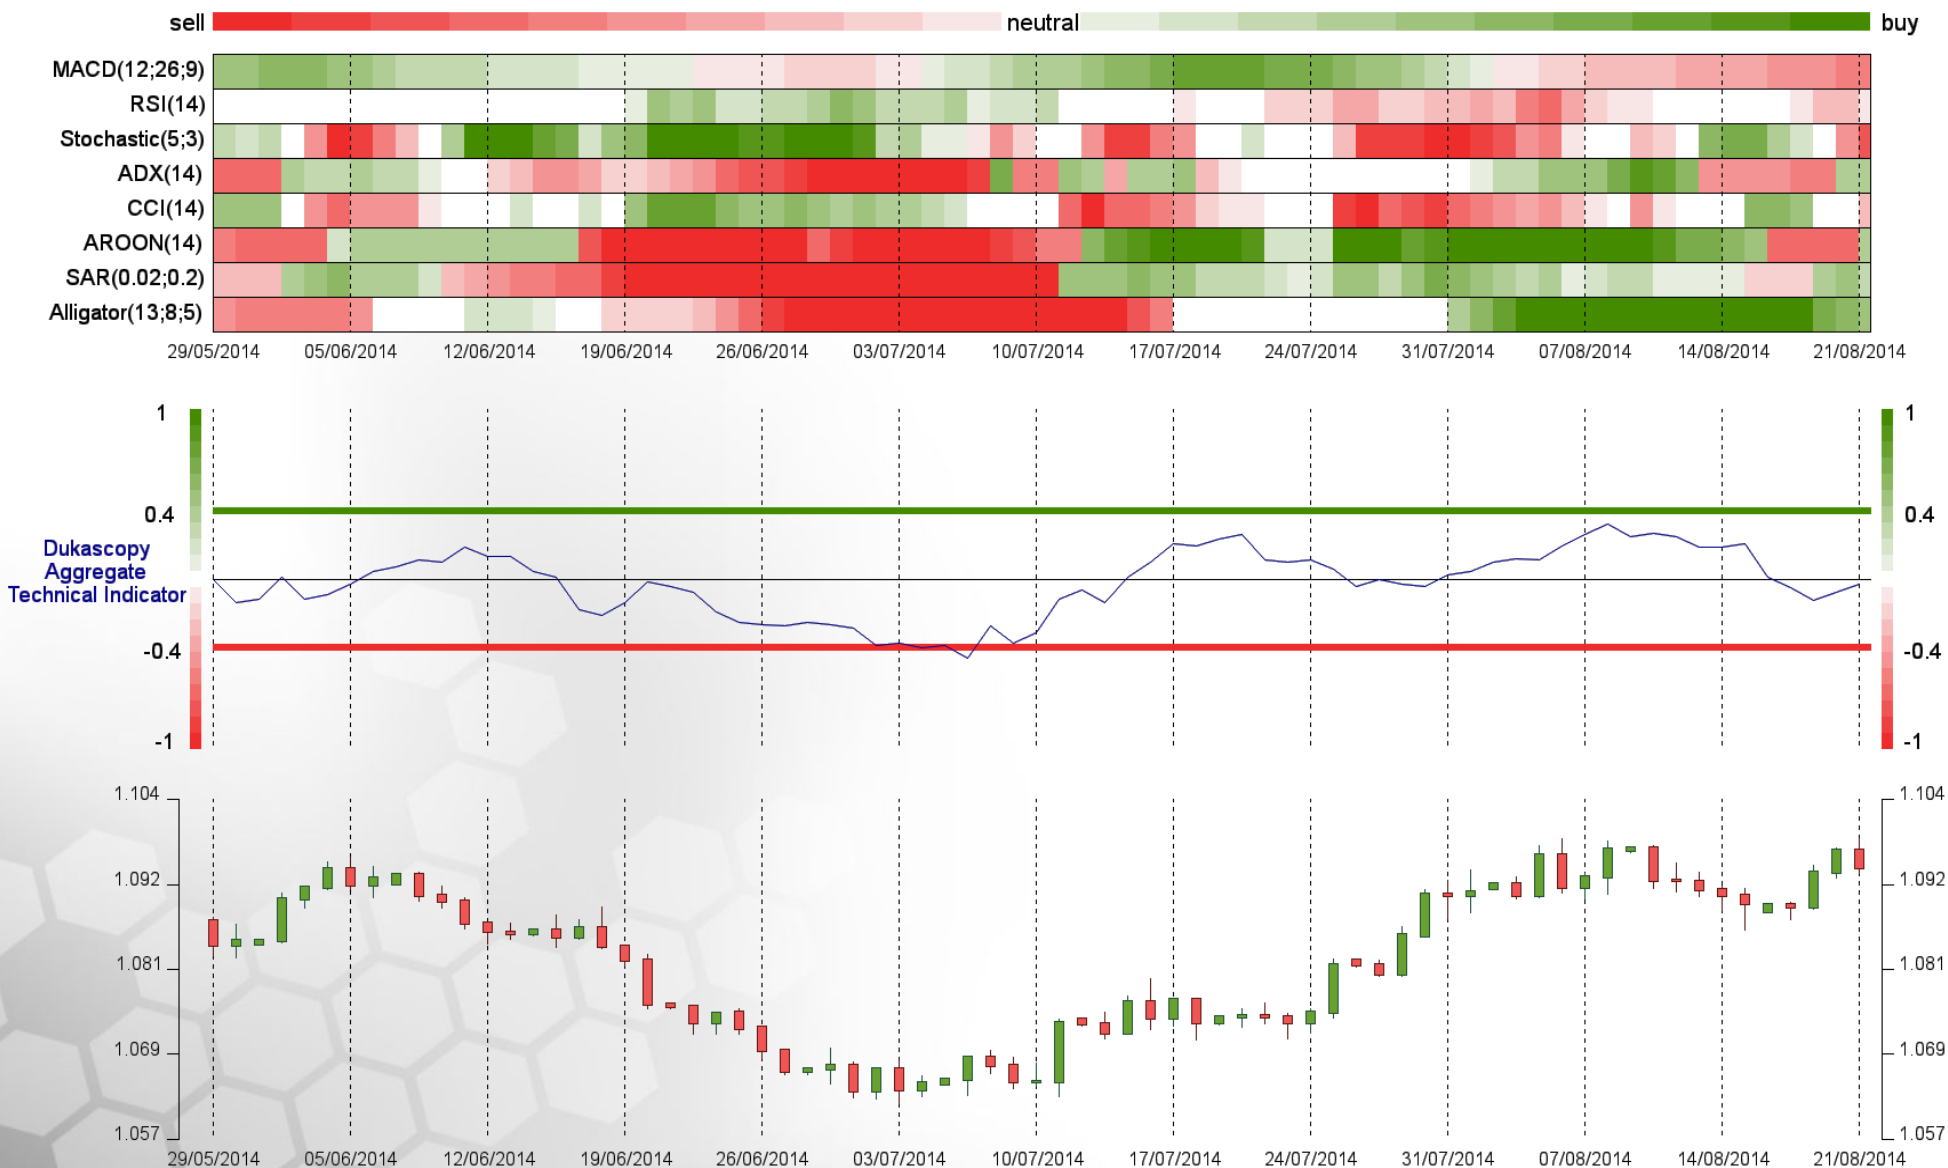 sell neutral buy
MACD(12;26;9)
RSI(14)
Stochastic(5;3)
ADX(14)
CCI(14)
AROON(14)
SAR(0.02;0.2)
Alligator(13;8;5)
29/05/2014 05/06/2014 12/06/2014 19/06/2014 26/06/2014 03/07/2014 10/07/2014 17/07/2014 24/07/2014 31/07/2014 07/08/2014 14/08/2014 21/08/2014
1 1
0.4 0.4
Dukascopy
Aggregate
Technical Indicator
-0.4 -0.4
-1 -1
1.104 1.104
1.092 1.092
1.081 1.081
1.069 1.069
1.057 1.057
29/05/2014 05/06/2014 12/06/2014 19/06/2014 26/06/2014 03/07/2014 10/07/2014 17/07/2014 24/07/2014 31/07/2014 07/08/2014 14/08/2014 21/08/2014